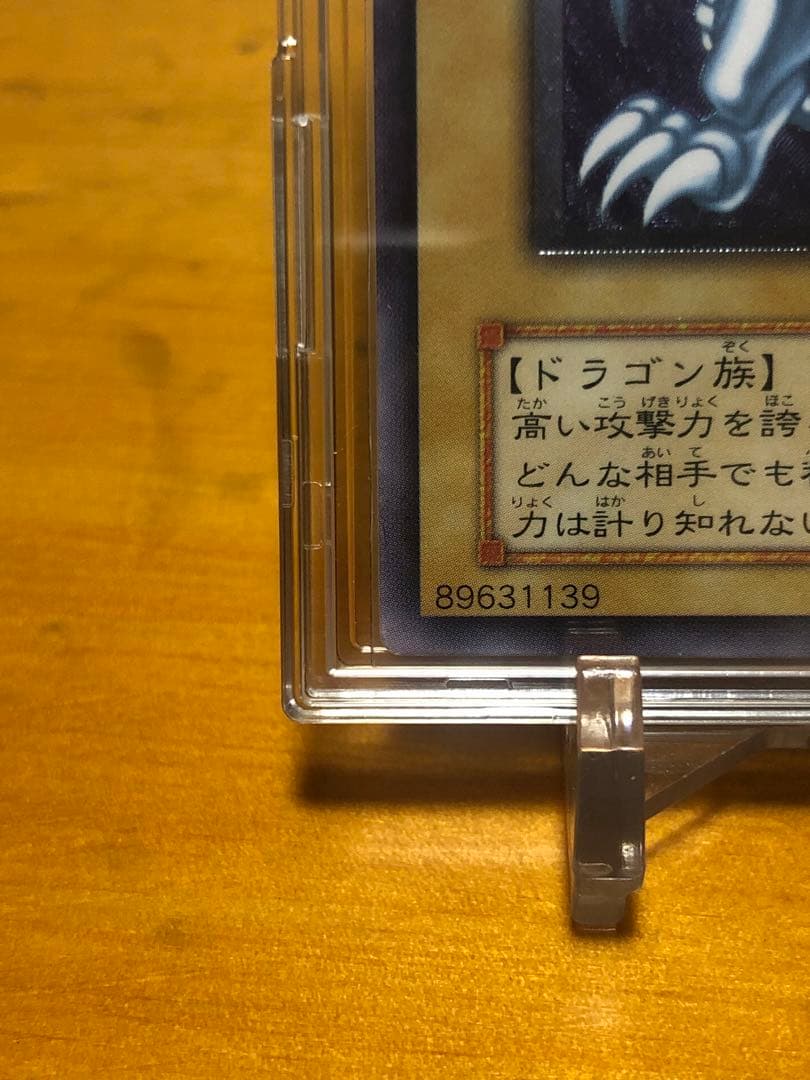 【ドラゴン族】
高い攻撃力を誇
どんな相手でも
力は計り知れない
89631139